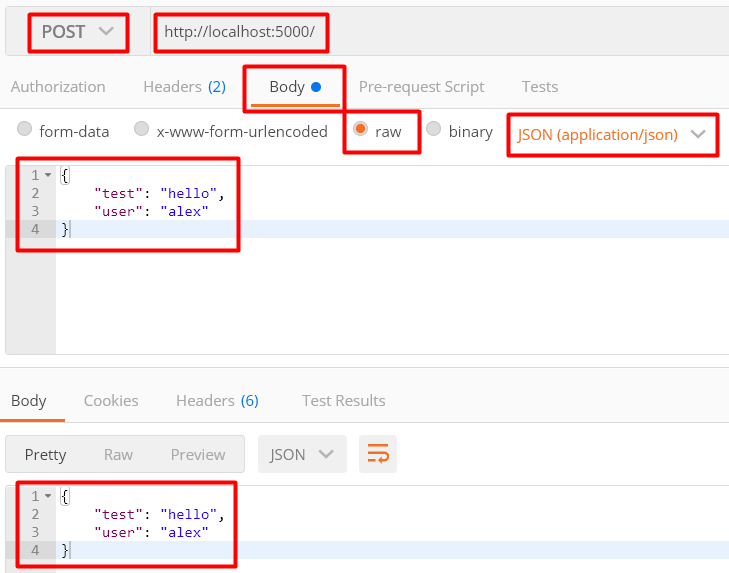 POST http://localhost:5000/
Authorization Headers (2) Body Pre-request Script Tests
form-data x-www-form-urlencoded raw binary JSON (application/json)
1 {
2 "test": "hello",
3 "user": "alex"
4 }
Body Cookies Headers (6) Test Results
Pretty Raw Preview JSON
1 {
2 "test": "hello",
3 "user": "alex"
4 }